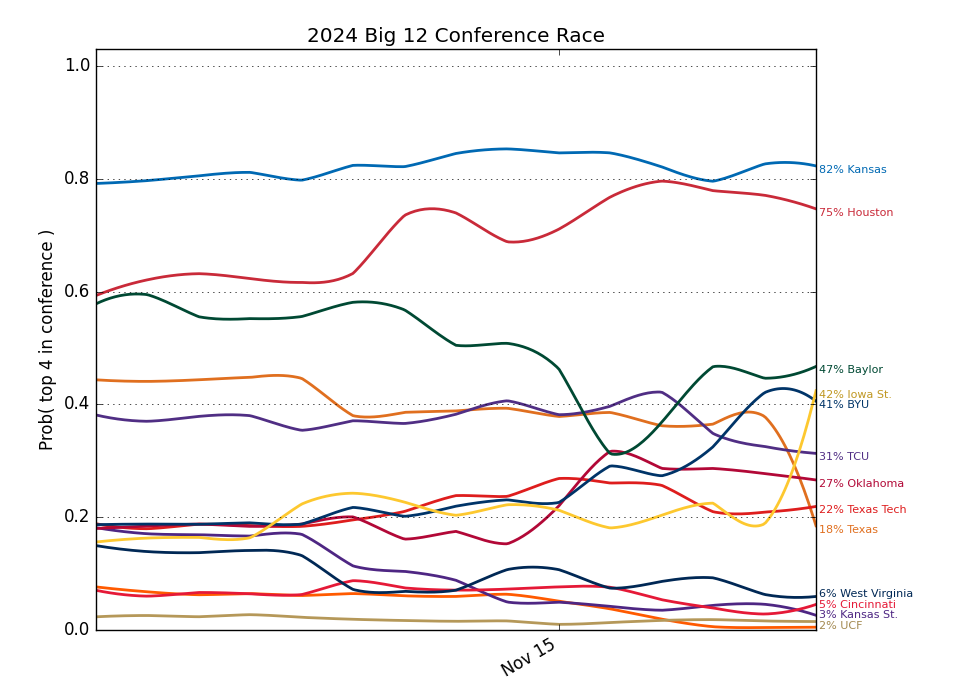 2024 Big 12 Conference Race
Prob( top 4 in conference )
1.0
0.8
0.6
0.4
0.2
0.0
Nov 15
82% Kansas
75% Houston
47% Baylor
42% Iowa St.
41% BYU
31% TCU
27% Oklahoma
22% Texas Tech
18% Texas
6% West Virginia
5% Cincinnati
3% Kansas St.
2% UCF